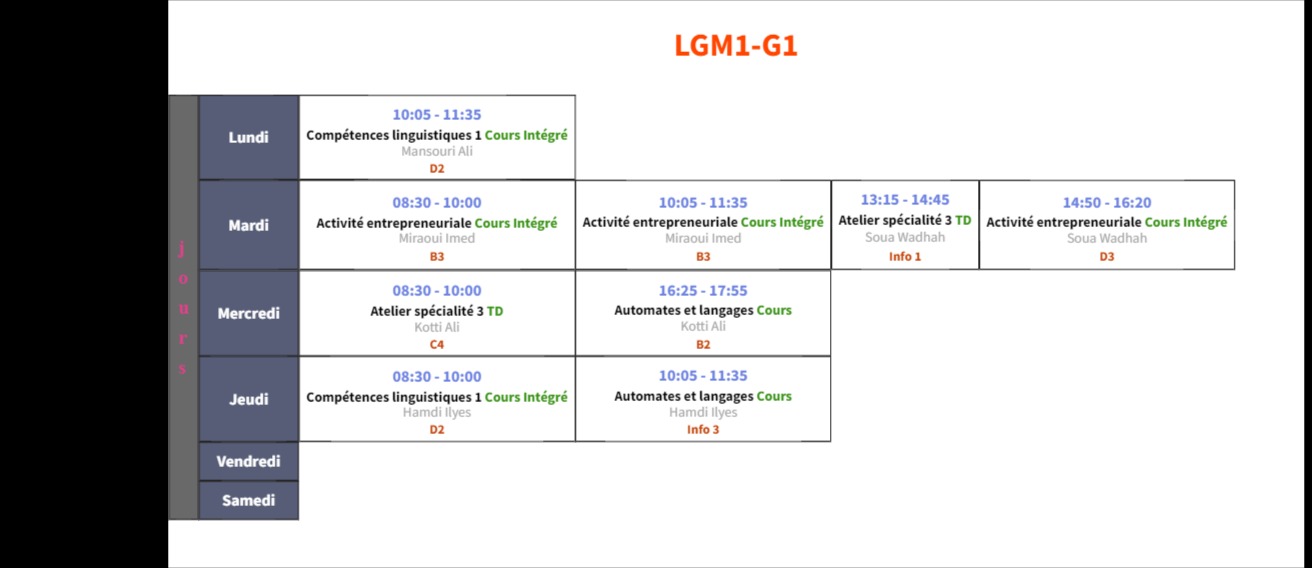 LGM1-G1
jours
Lundi
10:05 - 11:35
Compétences linguistiques 1 Cours Intégré
Mansouri Ali
D2
Mardi
08:30 - 10:00
Activité entrepreneuriale Cours Intégré
Miraoui Imed
B3
10:05 - 11:35
Activité entrepreneuriale Cours Intégré
Miraoui Imed
B3
13:15 - 14:45
Atelier spécialité 3 TD
Soua Wadhah
Info 1
14:50 - 16:20
Activité entrepreneuriale Cours Intégré
Soua Wadhah
D3
Mercredi
08:30 - 10:00
Atelier spécialité 3 TD
Kotti Ali
C4
16:25 - 17:55
Automates et langages Cours
Kotti Ali
B2
Jeudi
08:30 - 10:00
Compétences linguistiques 1 Cours Intégré
Hamdi Ilyes
D2
10:05 - 11:35
Automates et langages Cours
Hamdi Ilyes
Info 3
Vendredi
Samedi